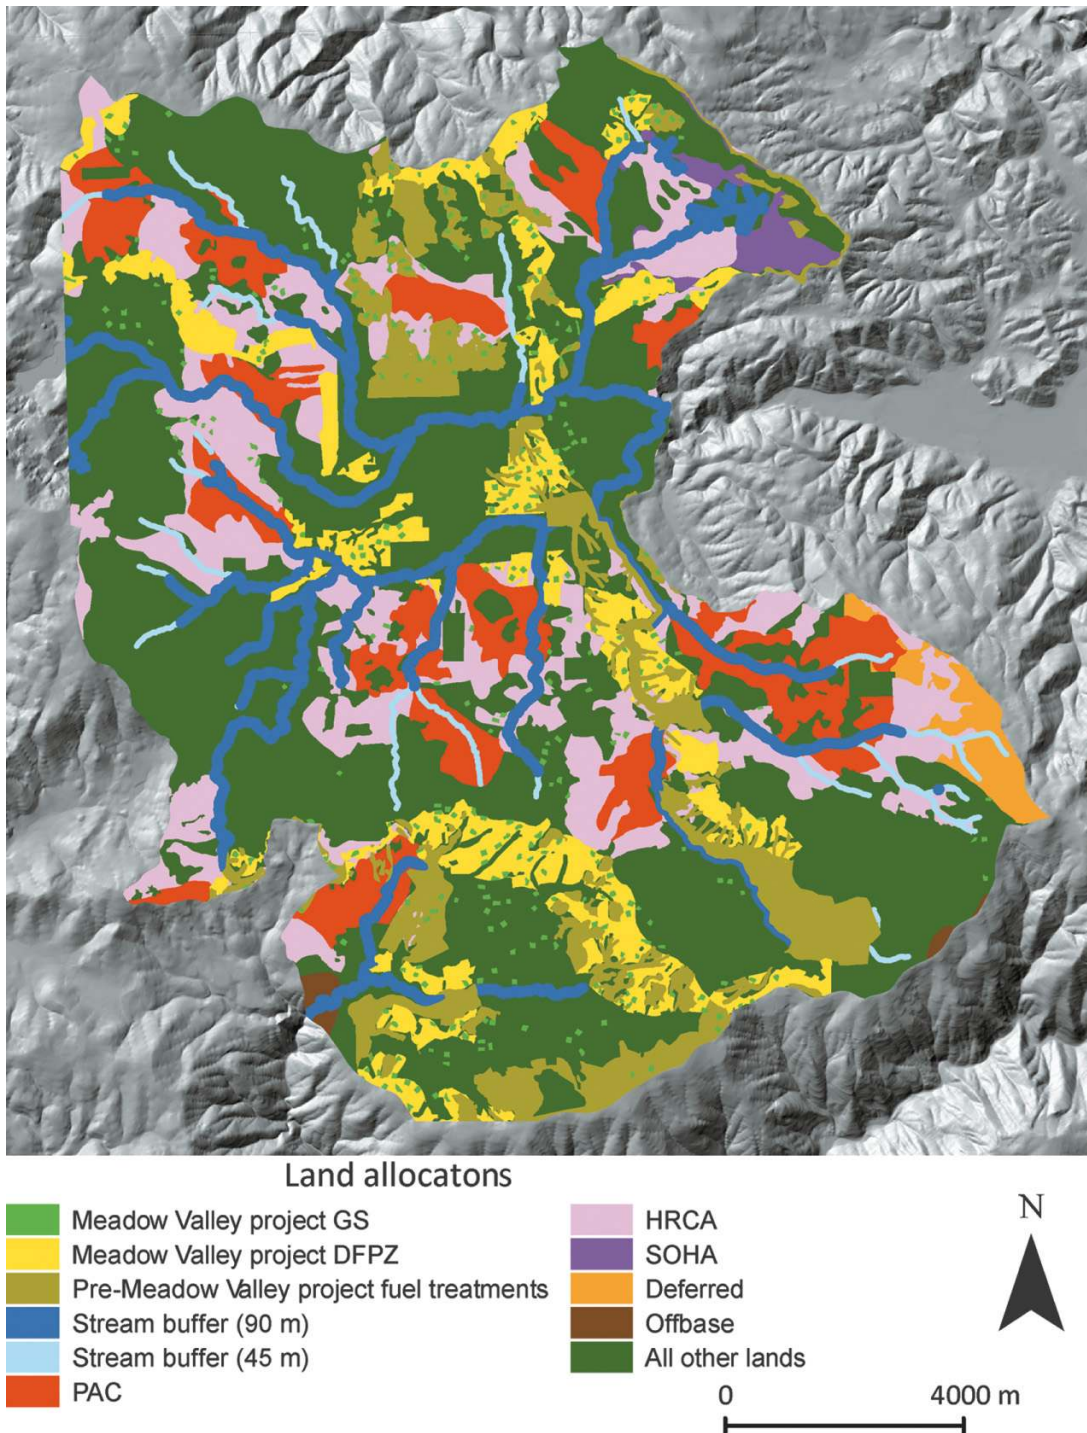 Land allocatons
Meadow Valley project GS
Meadow Valley project DFPZ
Pre-Meadow Valley project fuel treatments
Stream buffer (90 m)
Stream buffer (45 m)
PAC
HRCA
SOHA
Deferred
Offbase
All other lands
N
0 4000 m